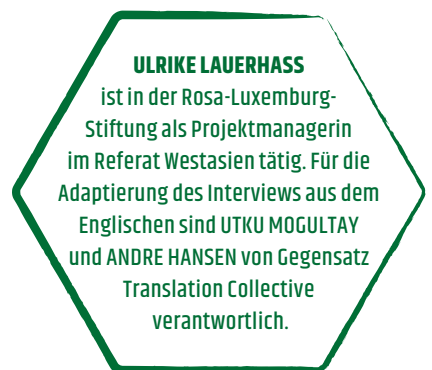 ULRIKE LAUERHASS
ist in der Rosa-Luxemburg-
Stiftung als Projektmanagerin
im Referat Westasien tätig. Für die
Adaptierung des Interviews aus dem
Englischen sind UTKU MOGULTAY
und ANDRE HANSEN von Gegensatz
Translation Collective
verantwortlich.